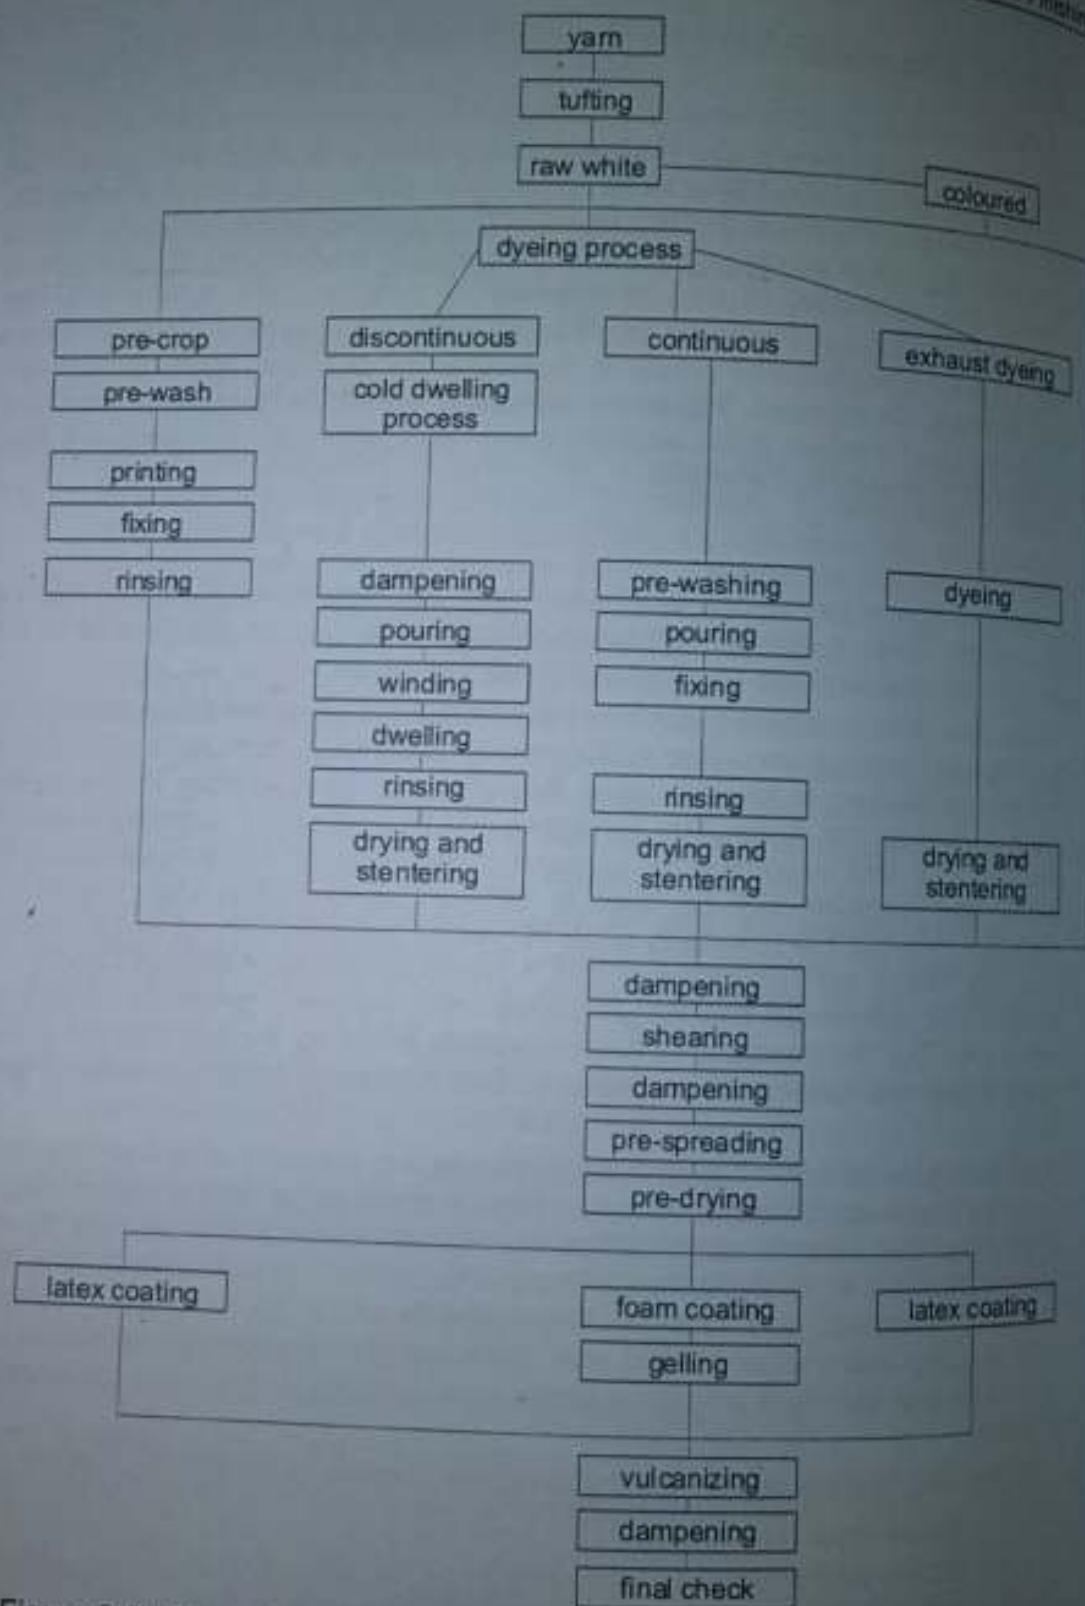 yarn
tufting
raw white
coloured
dyeing process
pre-crop
pre-wash
printing
fixing
rinsing
discontinuous
cold dwelling
process
dampening
pouring
winding
dwelling
rinsing
drying and
stentering
continuous
pre-washing
pouring
fixing
rinsing
drying and
stentering
exhaust dyeing
dyeing
drying and
stentering
dampening
shearing
dampening
pre-spreading
pre-drying
latex coating
foam coating
gelling
latex coating
vulcanizing
dampening
final check